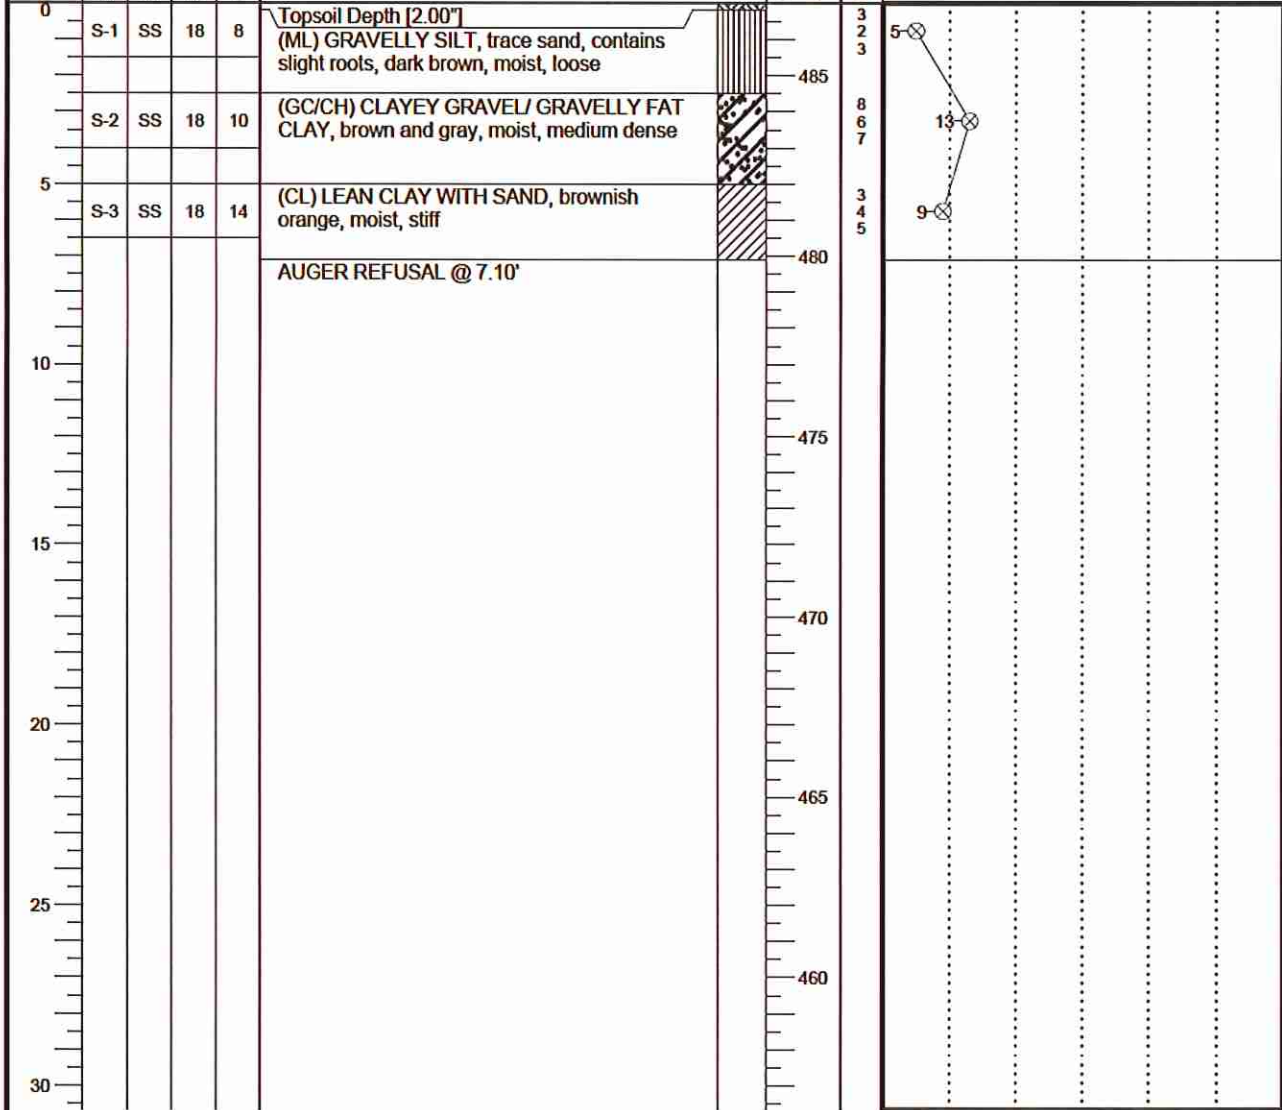 0
S-1 SS 18 8
Topsoil Depth [2.00"]
(ML) GRAVELLY SILT, trace sand, contains
slight roots, dark brown, moist, loose
3
2
3
5
485
S-2 SS 18 10
(GC/CH) CLAYEY GRAVEL/ GRAVELLY FAT
CLAY, brown and gray, moist, medium dense
8
6
7
13
5
S-3 SS 18 14
(CL) LEAN CLAY WITH SAND, brownish
orange, moist, stiff
3
4
5
9
480
AUGER REFUSAL @ 7.10'
10
475
15
470
20
465
25
460
30